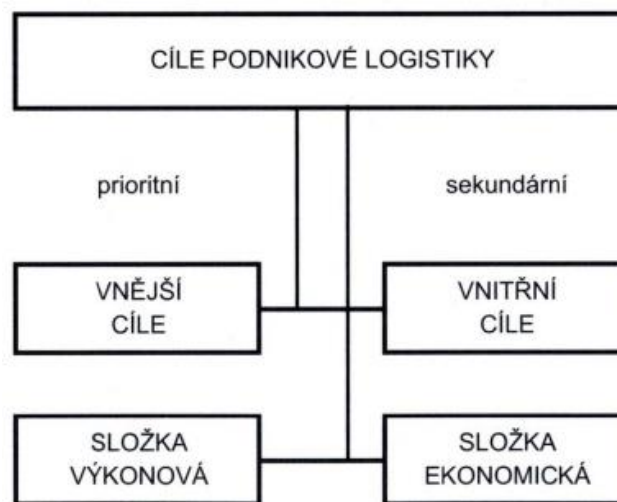 CÍLE PODNIKOVÉ LOGISTIKY
prioritní
sekundární
VNĚJŠÍ
CÍLE
VNITŘNÍ
CÍLE
SLOŽKA
VÝKONOVÁ
SLOŽKA
EKONOMICKÁ